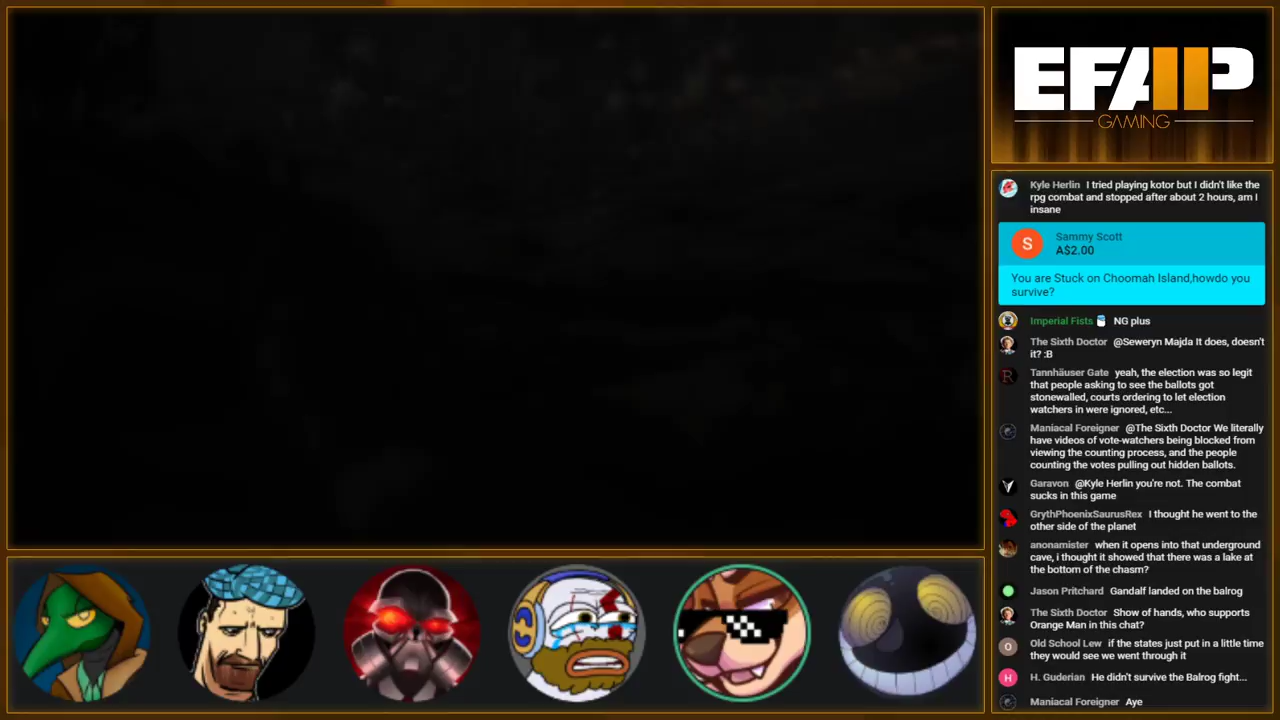 EFAP
GAMING
Kyle Herlin I tried playing kotor but I didn't like the
rpg combat and stopped after about 2 hours, am I
insane
S
Sammy Scott
A$2.00
You are Stuck on Choomah Island,howdo you
survive?
Imperial Fists NG plus
The Sixth Doctor @Seweryn Majda It does, doesn't
it? :B
Tannhäuser Gate yeah, the election was so legit
that people asking to see the ballots got
stonewalled, courts ordering to let election
watchers in were ignored, etc...
Maniacal Foreigner @The Sixth Doctor We literally
have videos of vote-watchers being blocked from
viewing the counting process, and the people
counting the votes pulling out hidden ballots.
Garavon @Kyle Herlin you're not. The combat
sucks in this game
GrythPhoenixSaurusRex I thought he went to the
other side of the planet
anonamister when it opens into that underground
cave, i thought it showed that there was a lake at
the bottom of the chasm?
Jason Pritchard Gandalf landed on the balrog
The Sixth Doctor Show of hands, who supports
Orange Man in this chat?
O
Old School Lew if the states just put in a little time
they would see we went through it
H
H. Guderian He didn't survive the Balrog fight...
Maniacal Foreigner Aye